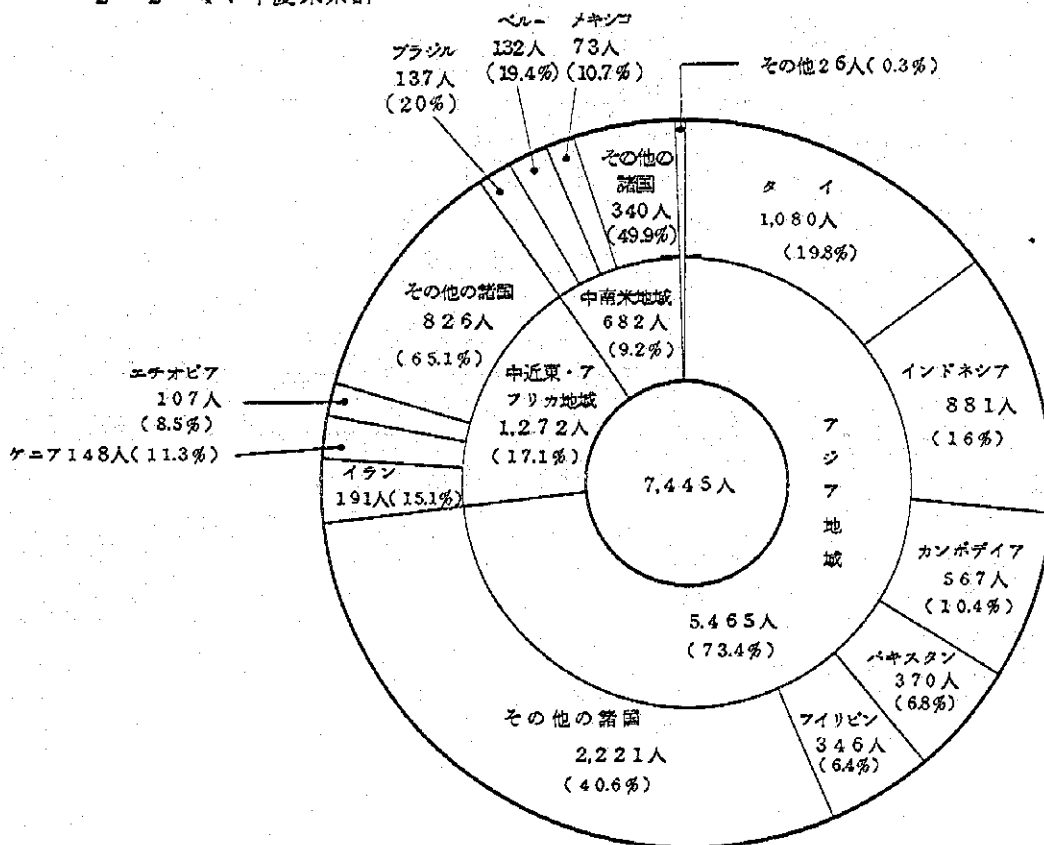 ペルー
132人
(19.4%)
メキシコ
73人
(10.7%)
ブラジル
137人
(20%)
その他26人(0.3%)
その他の
諸国
340人
(49.9%)
タイ
1,080人
(19.8%)
その他の諸国
826人
(65.1%)
中南米地域
682人
(9.2%)
エチオピア
107人
(8.5%)
中近東・ア
フリカ地域
1,272人
(17.1%)
インドネシア
881人
(16%)
ケニア148人(11.3%)
イラン
191人(15.1%)
7,445人
アジア地域
5.465人
(73.4%)
カンボデイア
567人
(10.4%)
パキスタン
370人
(6.8%)
フイリピン
346人
(6.4%)
その他の諸国
2,221人
(40.6%)